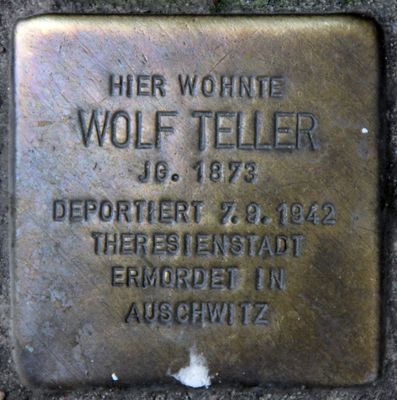 HIER WOHNTE
WOLF TELLER
JG. 1873
DEPORTIERT 7.9.1942
THERESIENSTADT
ERMORDET IN
AUSCHWITZ